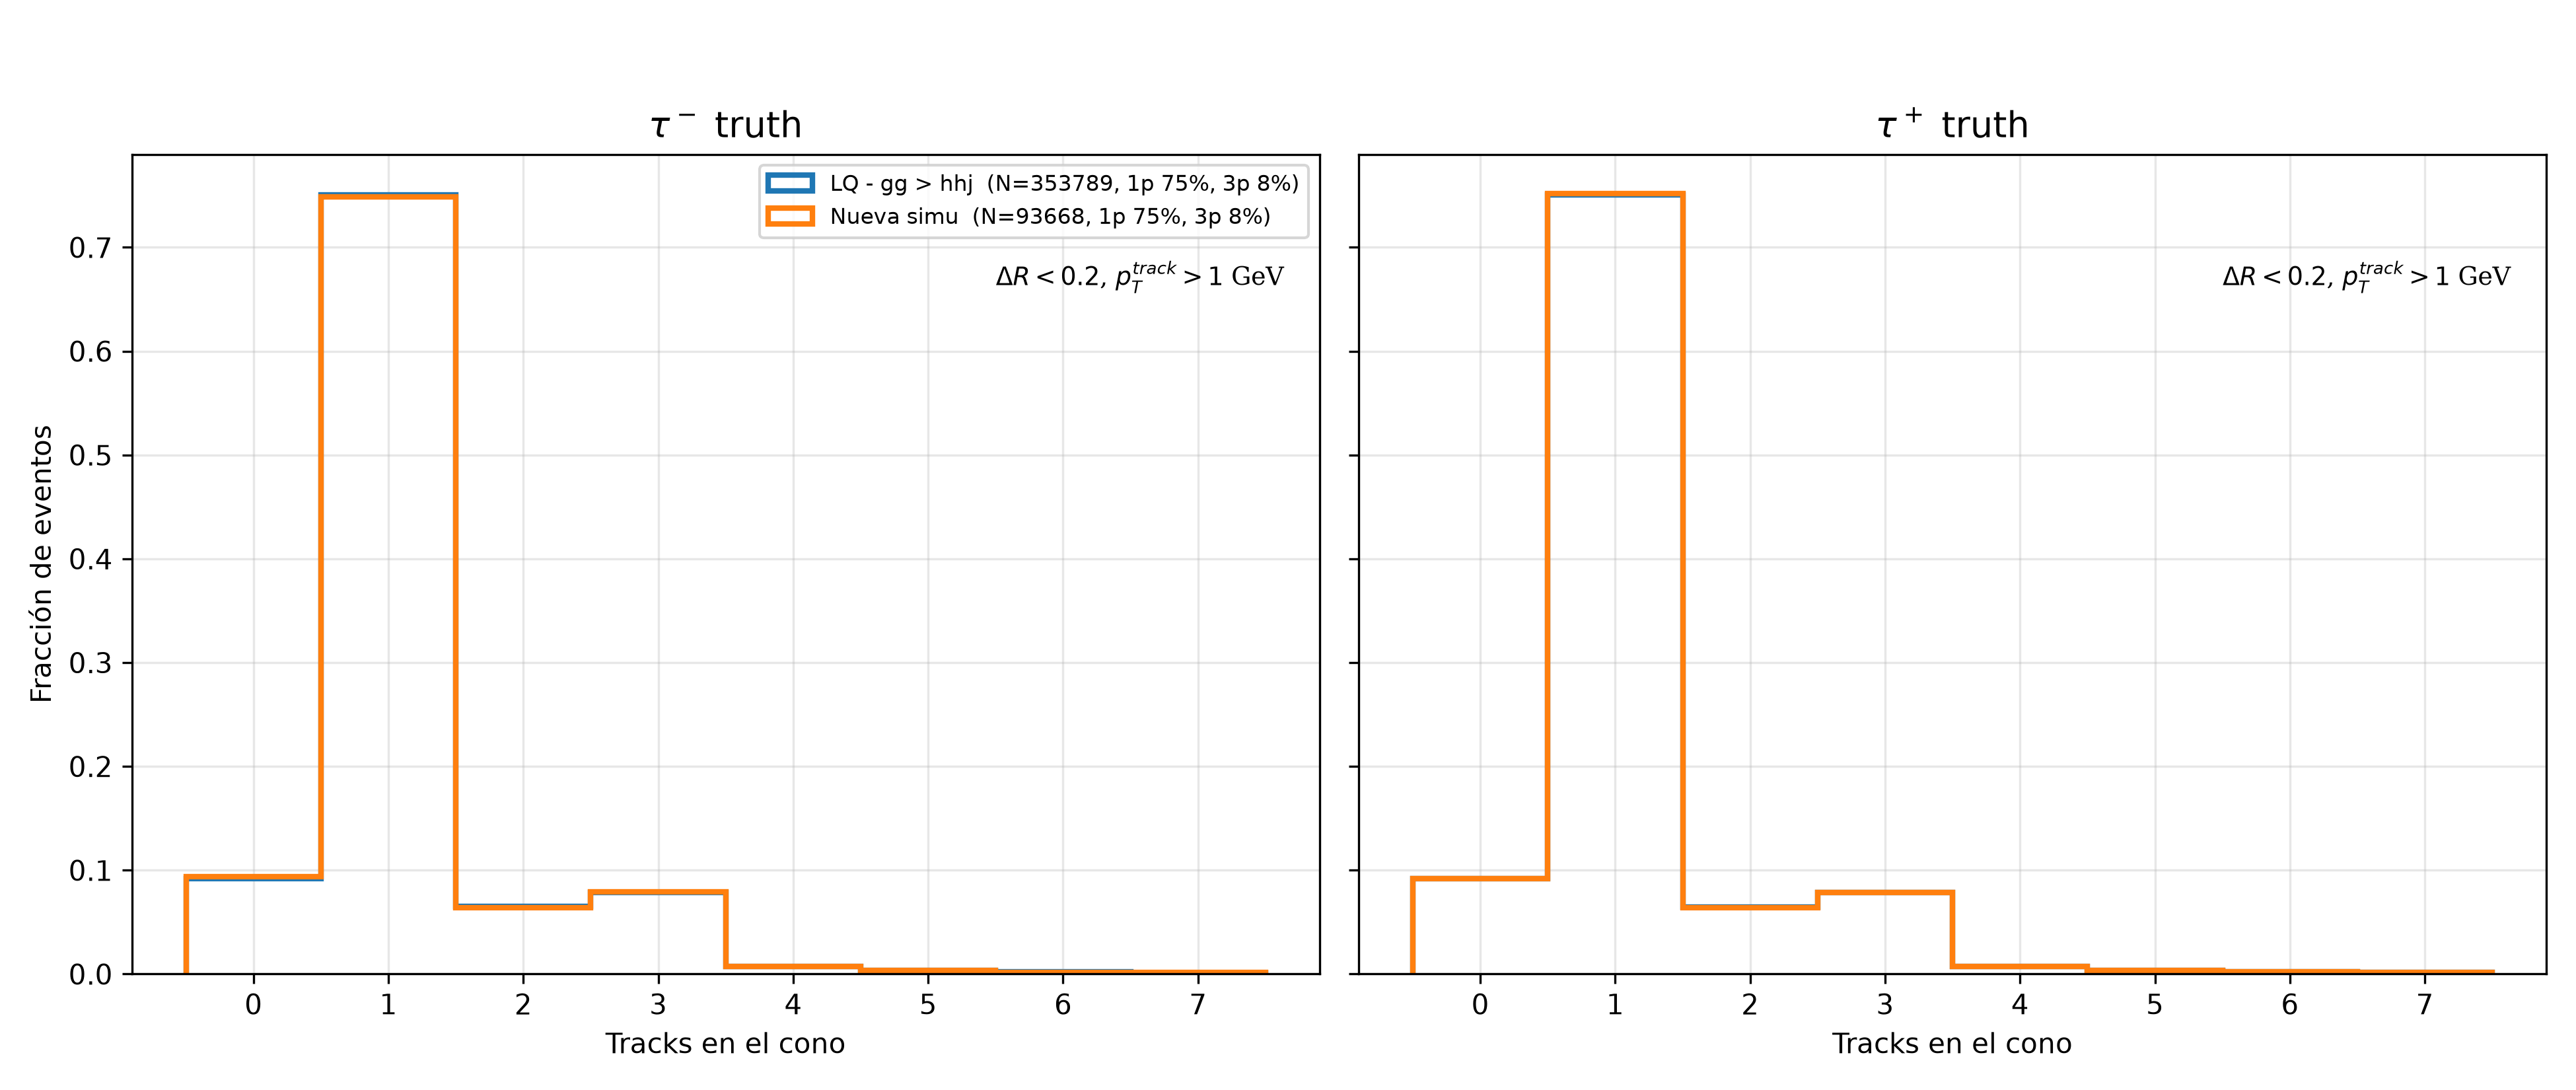 τ⁻ truth
LQ - gg > hhj (N=353789, 1p 75%, 3p 8%)
Nueva simu (N=93668, 1p 75%, 3p 8%)
ΔR < 0.2, p_T^{track} > 1 GeV
Fracción de eventos
0.7
0.6
0.5
0.4
0.3
0.2
0.1
0.0
0 1 2 3 4 5 6 7
Tracks en el cono
τ⁺ truth
ΔR < 0.2, p_T^{track} > 1 GeV
0 1 2 3 4 5 6 7
Tracks en el cono